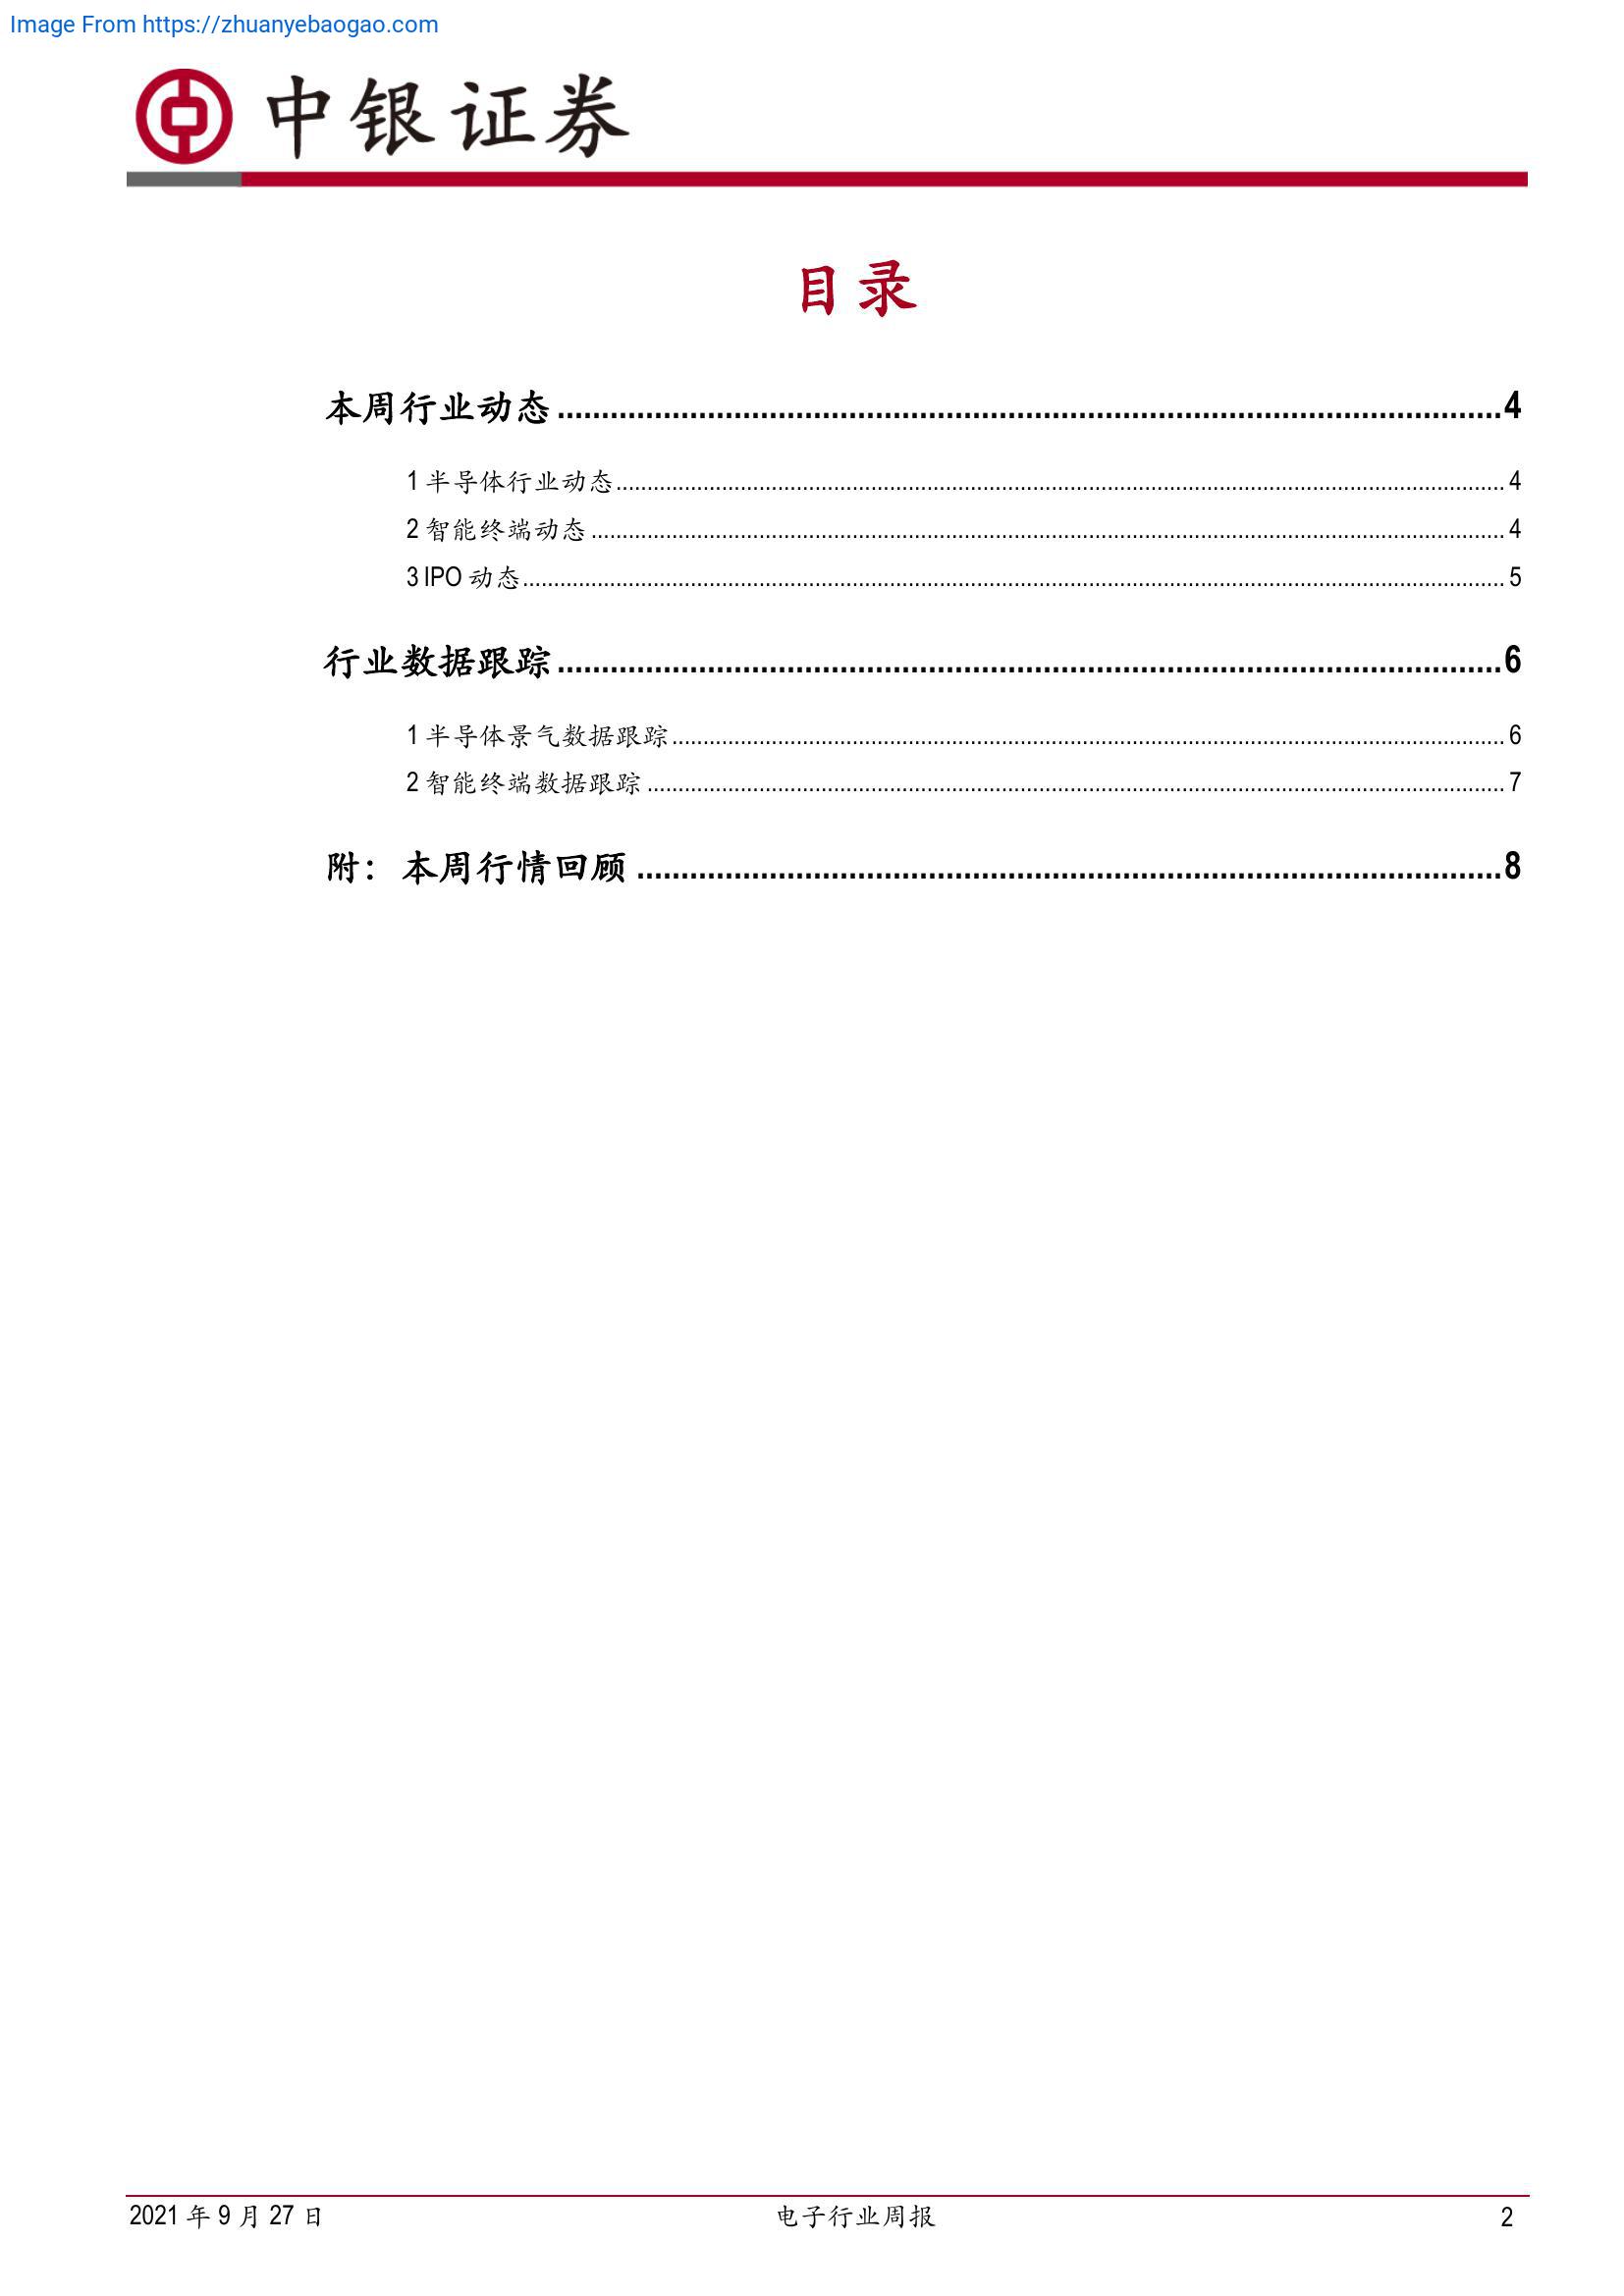 Image From https://zhuanyebaogao.com
中银证券
目录
本周行业动态........................................4
1 半导体行业动态........................................4
2 智能终端动态........................................4
3 IPO 动态........................................5
行业数据跟踪........................................6
1 半导体景气数据跟踪........................................6
2 智能终端数据跟踪........................................7
附：本周行情回顾........................................8
2021 年 9 月 27 日 电子行业周报 2